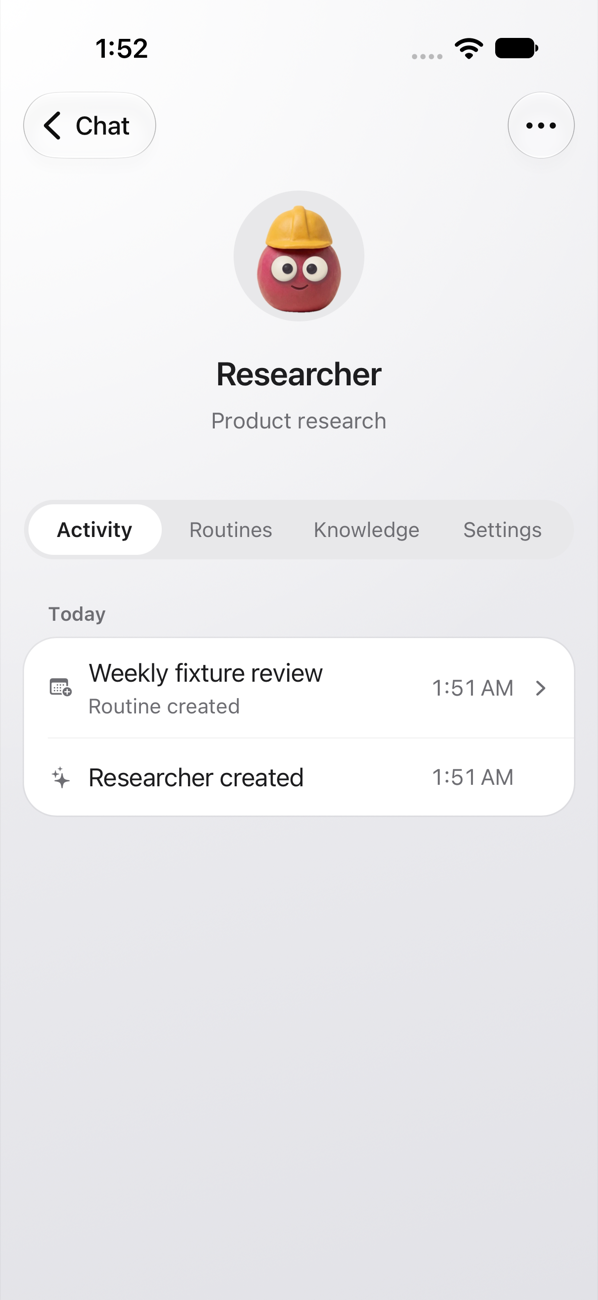 1:52
Chat
Researcher
Product research
Activity Routines Knowledge Settings
Today
Weekly fixture review
Routine created
1:51 AM
Researcher created
1:51 AM